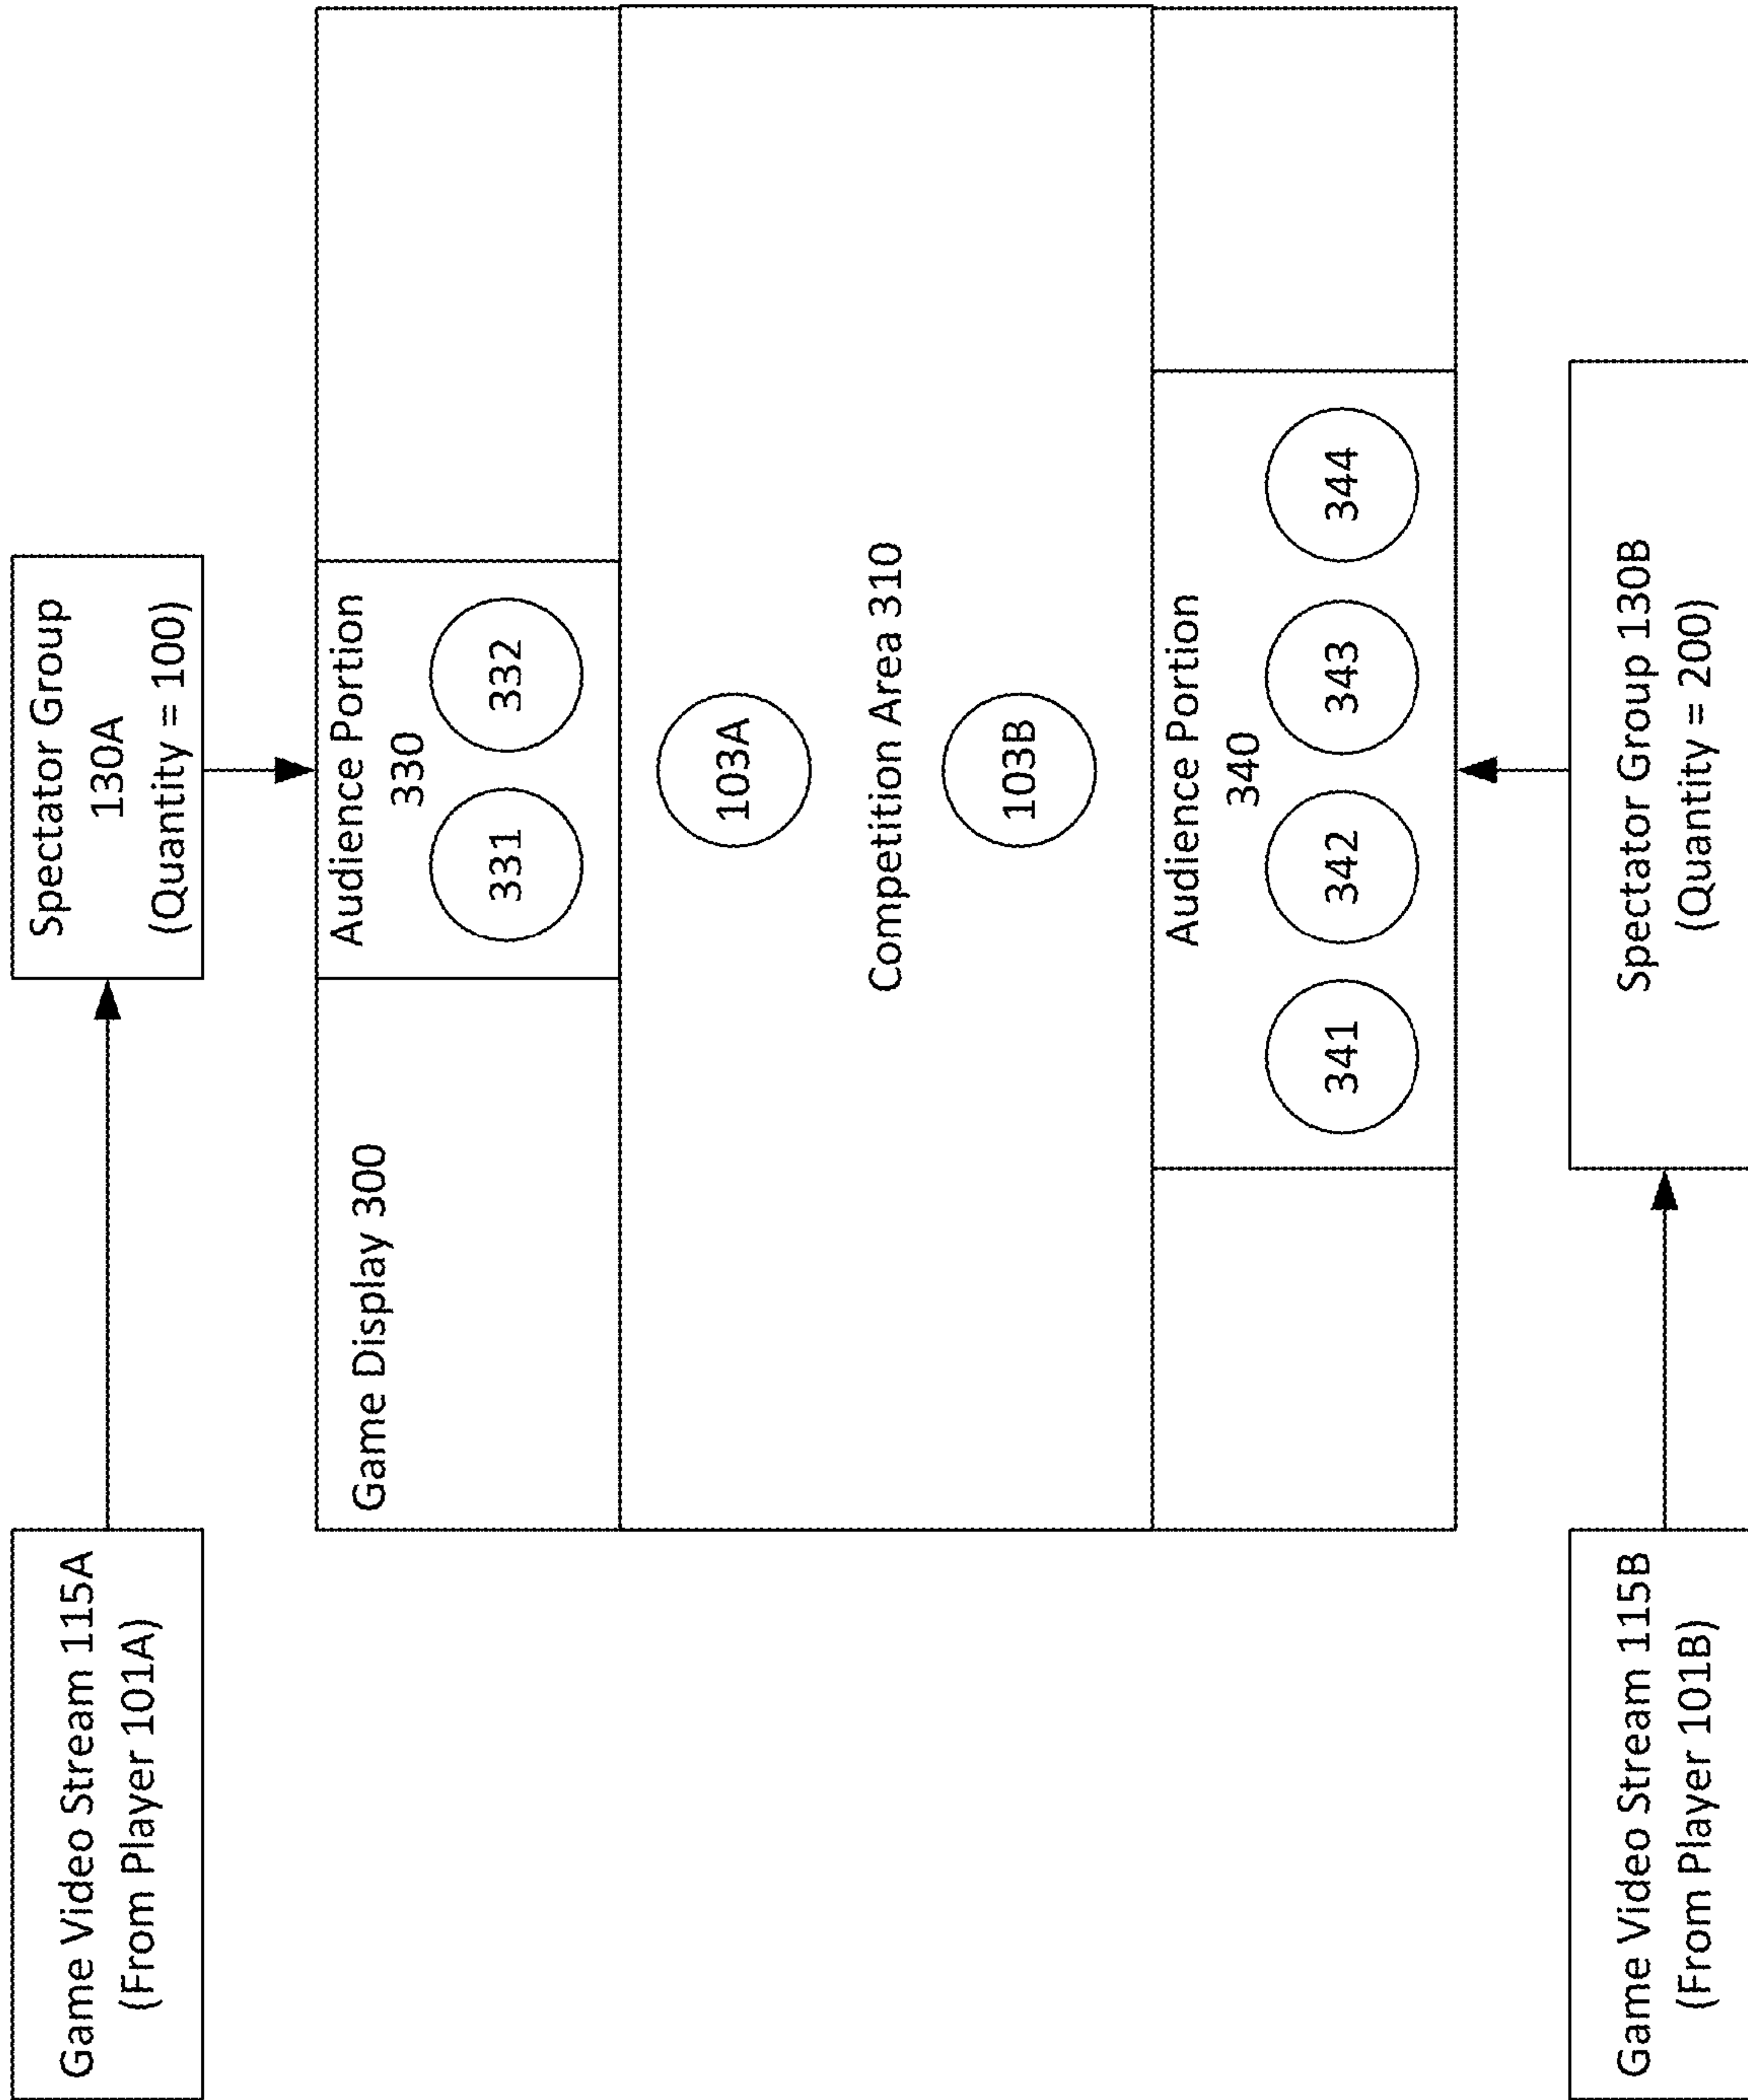 Game Video Stream 115A
(From Player 101A)
Spectator Group
130A
(Quantity = 100)
Game Display 300
Audience Portion
330
331
332
103A
Competition Area 310
103B
Audience Portion
340
341
342
343
344
Game Video Stream 115B
(From Player 101B)
Spectator Group 130B
(Quantity = 200)